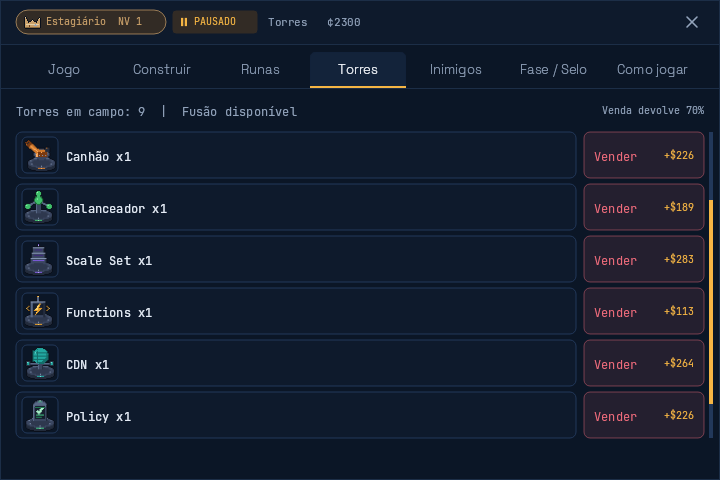 Estagiário NV 1 PAUSADO Torres $2300
Jogo Construir Runas Torres Inimigos Fase / Selo Como jogar
Torres em campo: 9 | Fusão disponível Venda devolve 70%
Canhão x1 Vender +$226
Balanceador x1 Vender +$189
Scale Set x1 Vender +$283
Functions x1 Vender +$113
CDN x1 Vender +$264
Policy x1 Vender +$226